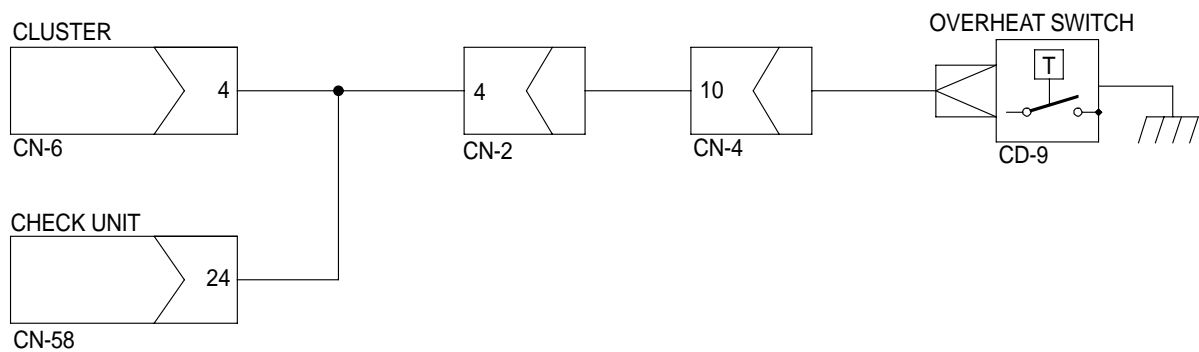 CLUSTER
OVERHEAT SWITCH
T
4
4
10
CN-6
CN-2
CN-4
CD-9
CHECK UNIT
24
CN-58